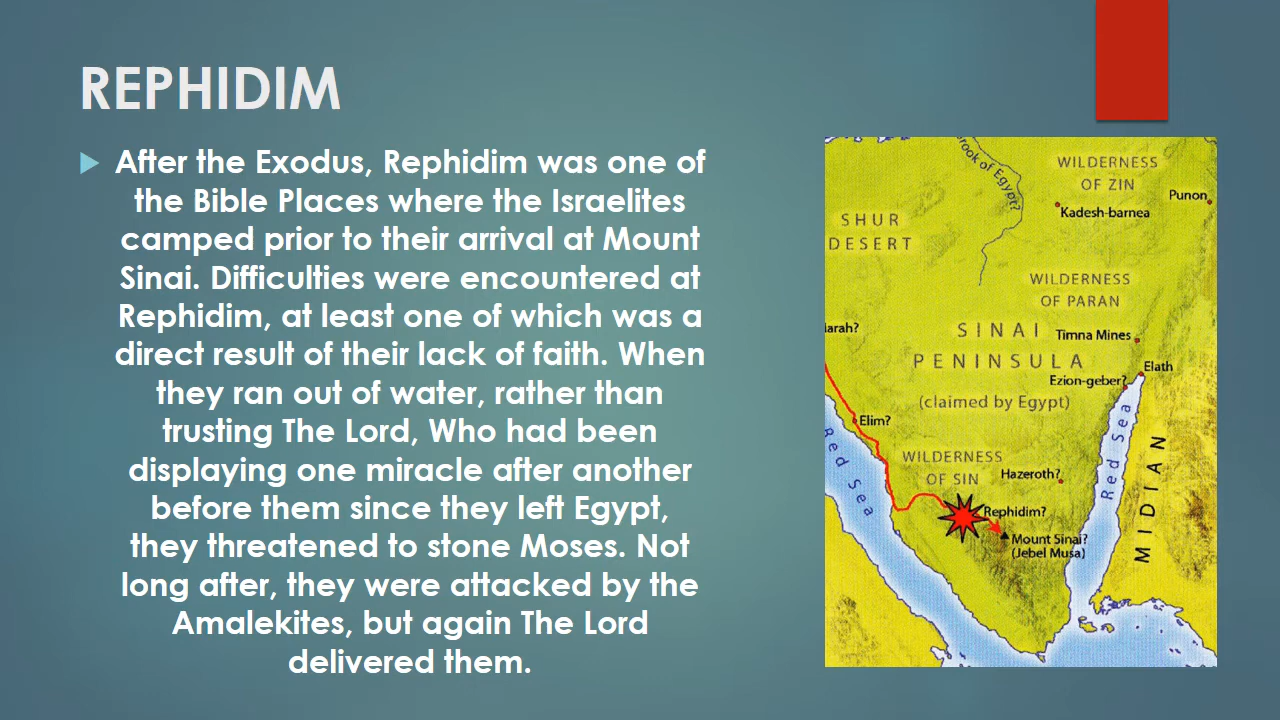 REPHIDIM
After the Exodus, Rephidim was one of
the Bible Places where the Israelites
camped prior to their arrival at Mount
Sinai. Difficulties were encountered at
Rephidim, at least one of which was a
direct result of their lack of faith. When
they ran out of water, rather than
trusting The Lord, Who had been
displaying one miracle after another
before them since they left Egypt,
they threatened to stone Moses. Not
long after, they were attacked by the
Amalekites, but again The Lord
delivered them.
rook of Egypt?
WILDERNESS
OF ZIN
Punon
Kadesh-barnea
SHUR
DESERT
WILDERNESS
OF PARAN
arah?
SINAI
PENINSULA
(claimed by Egypt)
Timna Mines
Elath
Ezion-geber?
Elim?
Red Sea
WILDERNESS
OF SIN
Hazeroth?
Red Sea
MIDIAN
Rephidim?
Mount Sinai?
(Jebel Musa)